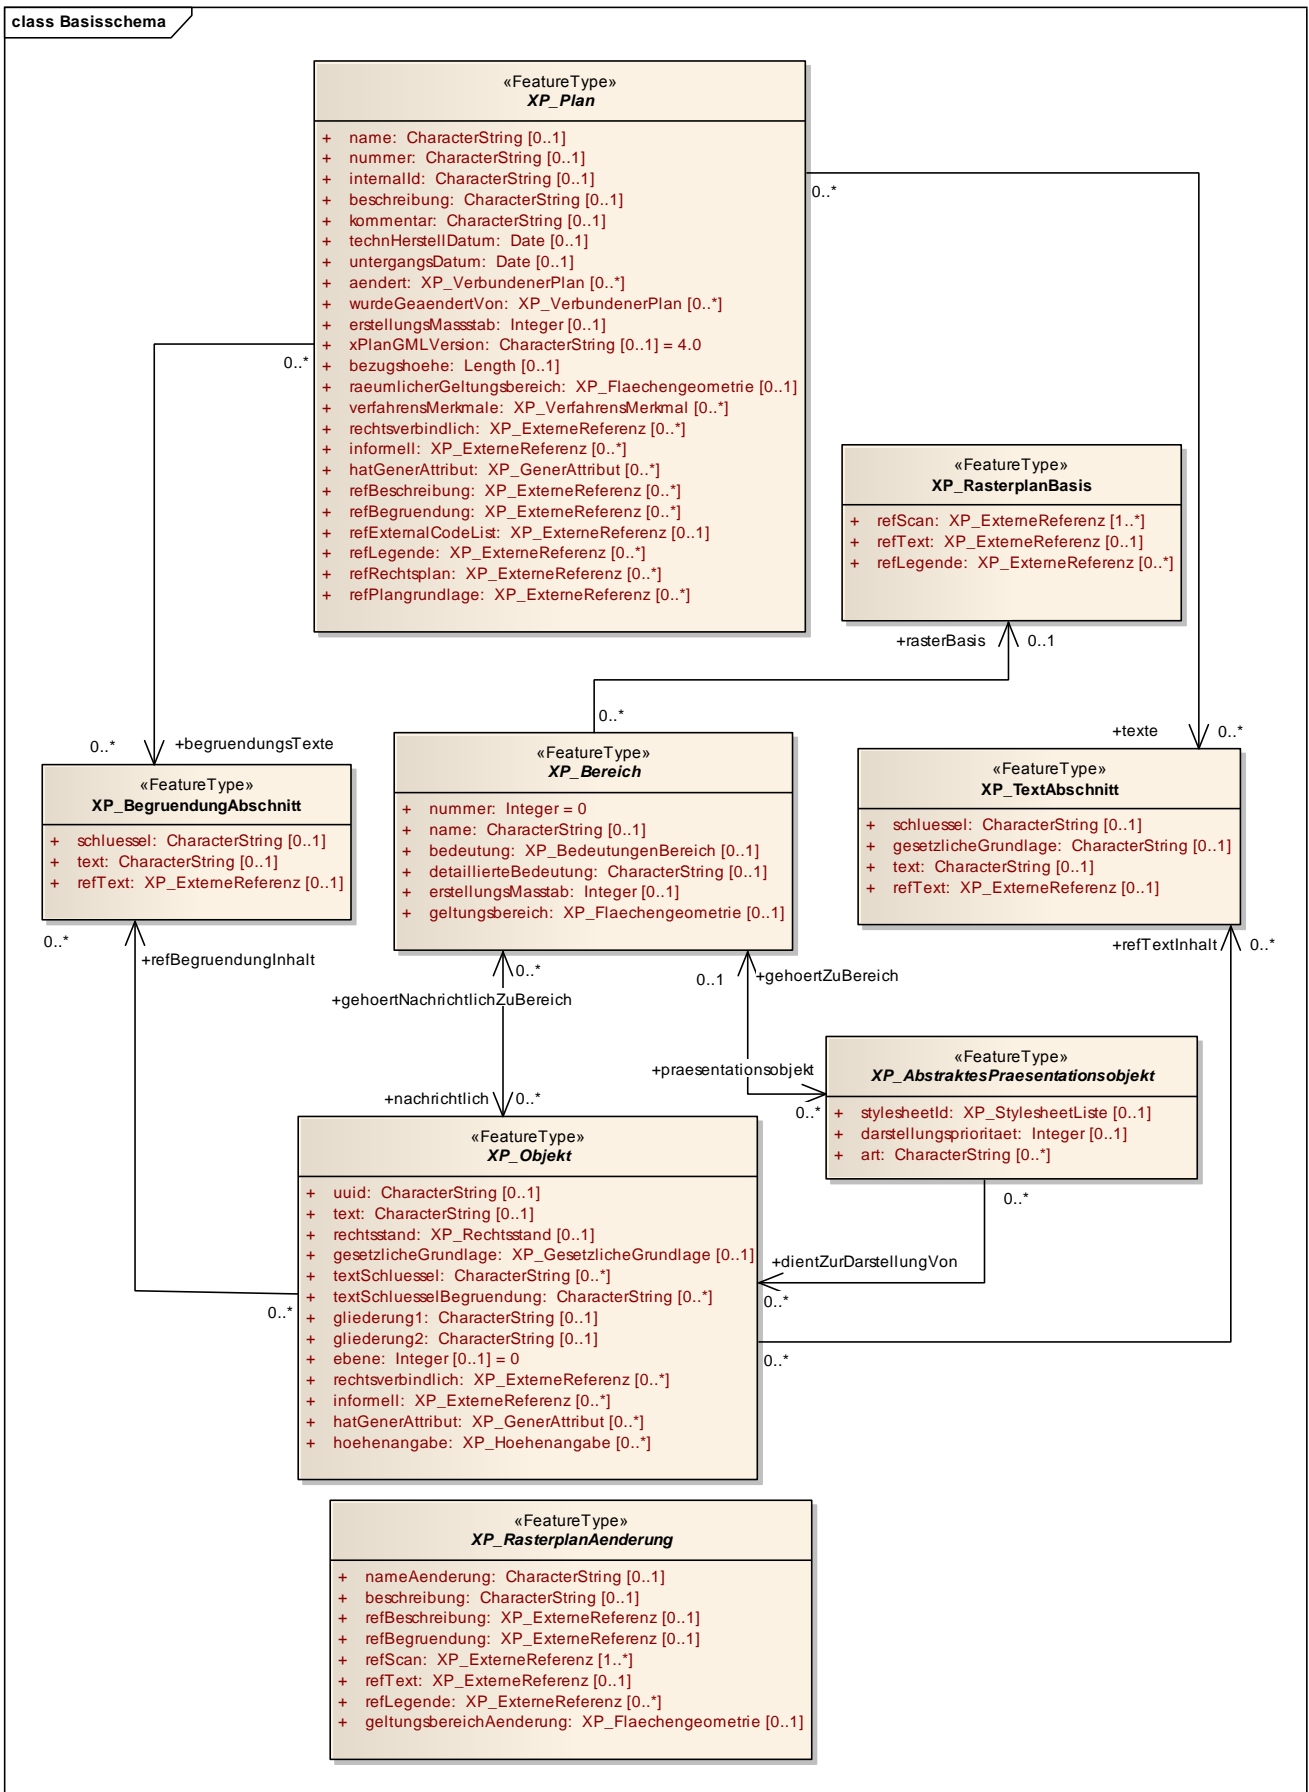 class Basisschema
«FeatureType»
XP_Plan
+ name: CharacterString [0..1]
+ nummer: CharacterString [0..1]
+ internalId: CharacterString [0..1]
+ beschreibung: CharacterString [0..1]
+ kommentar: CharacterString [0..1]
+ technHerstellDatum: Date [0..1]
+ untergangsDatum: Date [0..1]
+ aendert: XP_VerbundenerPlan [0..*]
+ wurdeGeaendertVon: XP_VerbundenerPlan [0..*]
+ erstellungsMassstab: Integer [0..1]
+ xPlanGMLVersion: CharacterString [0..1] = 4.0
+ bezugshoehe: Length [0..1]
+ raeumlicherGeltungsbereich: XP_Flaechengeometrie [0..1]
+ verfahrensMerkmale: XP_VerfahrensMerkmal [0..*]
+ rechtsverbindlich: XP_ExterneReferenz [0..*]
+ informell: XP_ExterneReferenz [0..*]
+ hatGenerAttribut: XP_GenerAttribut [0..*]
+ refBeschreibung: XP_ExterneReferenz [0..*]
+ refBegruendung: XP_ExterneReferenz [0..*]
+ refExternalCodeList: XP_ExterneReferenz [0..1]
+ refLegende: XP_ExterneReferenz [0..*]
+ refRechtsplan: XP_ExterneReferenz [0..*]
+ refPlangrundlage: XP_ExterneReferenz [0..*]
0..*
0..*
«FeatureType»
XP_RasterplanBasis
+ refScan: XP_ExterneReferenz [1..*]
+ refText: XP_ExterneReferenz [0..1]
+ refLegende: XP_ExterneReferenz [0..*]
+rasterBasis
0..1
0..*
0..*
+begruendungsTexte
+texte
0..*
«FeatureType»
XP_BegruendungAbschnitt
+ schluessel: CharacterString [0..1]
+ text: CharacterString [0..1]
+ refText: XP_ExterneReferenz [0..1]
«FeatureType»
XP_Bereich
+ nummer: Integer = 0
+ name: CharacterString [0..1]
+ bedeutung: XP_BedeutungenBereich [0..1]
+ detaillierteBedeutung: CharacterString [0..1]
+ erstellungsMasstab: Integer [0..1]
+ geltungsbereich: XP_Flaechengeometrie [0..1]
«FeatureType»
XP_TextAbschnitt
+ schluessel: CharacterString [0..1]
+ gesetzlicheGrundlage: CharacterString [0..1]
+ text: CharacterString [0..1]
+ refText: XP_ExterneReferenz [0..1]
0..*
+refBegruendungInhalt
0..*
+gehoertNachrichtlichZuBereich
0..1
+gehoertZuBereich
+refTextInhalt
0..*
+praesentationsobjekt
0..*
+nachrichtlich
0..*
«FeatureType»
XP_AbstraktesPraesentationsobjekt
+ stylesheetId: XP_StylesheetListe [0..1]
+ darstellungsprioritaet: Integer [0..1]
+ art: CharacterString [0..*]
0..*
+dientZurDarstellungVon
0..*
«FeatureType»
XP_Objekt
+ uuid: CharacterString [0..1]
+ text: CharacterString [0..1]
+ rechtsstand: XP_Rechtsstand [0..1]
+ gesetzlicheGrundlage: XP_GesetzlicheGrundlage [0..1]
+ textSchluessel: CharacterString [0..*]
+ textSchluesselBegruendung: CharacterString [0..*]
+ gliederung1: CharacterString [0..1]
+ gliederung2: CharacterString [0..1]
+ ebene: Integer [0..1] = 0
+ rechtsverbindlich: XP_ExterneReferenz [0..*]
+ informell: XP_ExterneReferenz [0..*]
+ hatGenerAttribut: XP_GenerAttribut [0..*]
+ hoehenangabe: XP_Hoehenangabe [0..*]
0..*
0..*
«FeatureType»
XP_RasterplanAenderung
+ nameAenderung: CharacterString [0..1]
+ beschreibung: CharacterString [0..1]
+ refBeschreibung: XP_ExterneReferenz [0..1]
+ refBegruendung: XP_ExterneReferenz [0..1]
+ refScan: XP_ExterneReferenz [1..*]
+ refText: XP_ExterneReferenz [0..1]
+ refLegende: XP_ExterneReferenz [0..*]
+ geltungsbereichAenderung: XP_Flaechengeometrie [0..1]